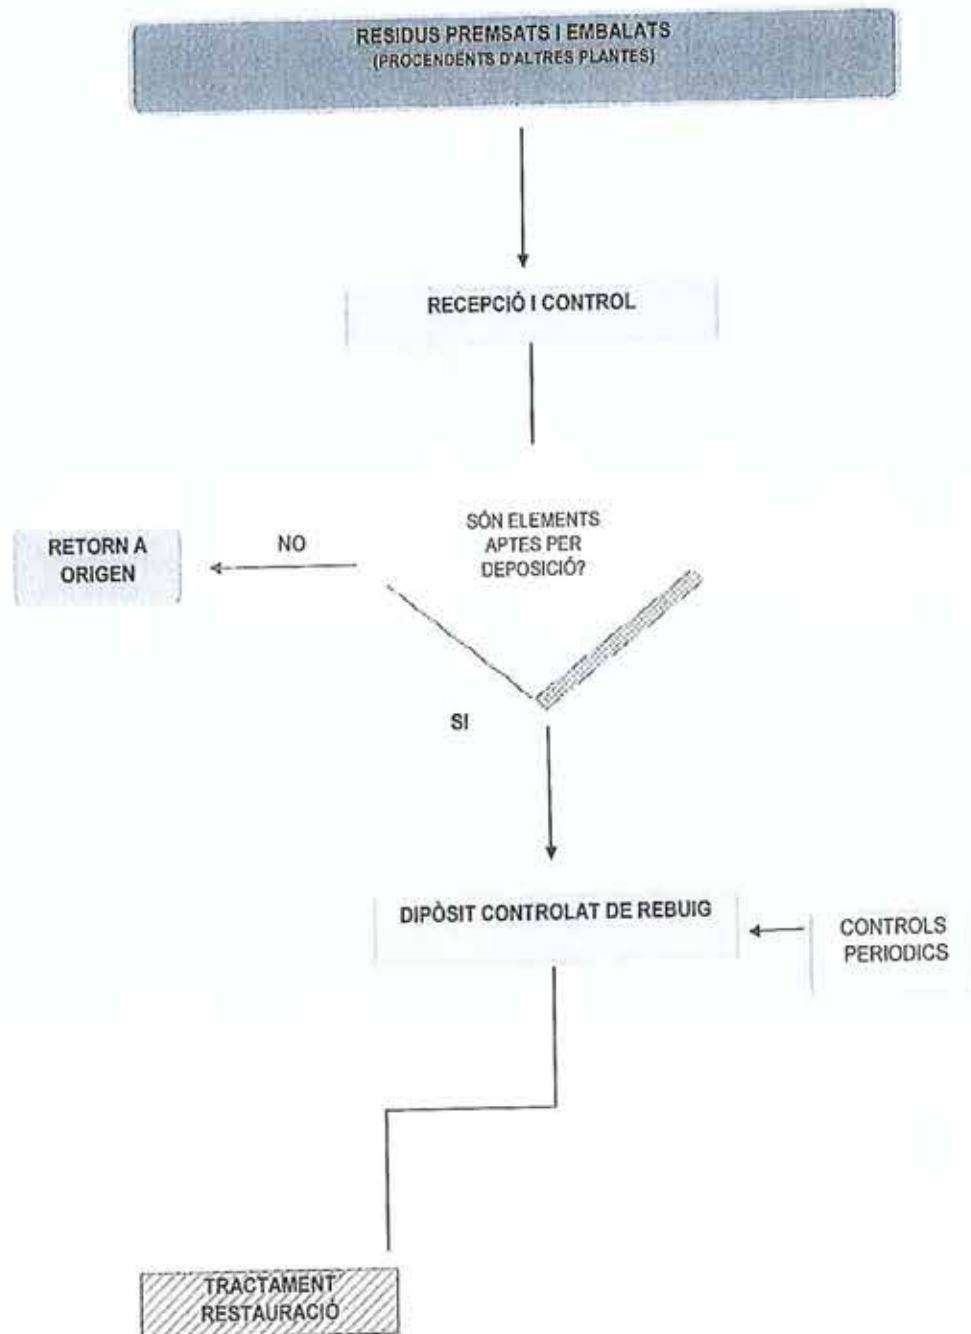 RESIDUS PREMSATS I EMBALATS
(PROCENDENTS D'ALTRES PLANTES)
RECEPCIÓ I CONTROL
SÓN ELEMENTS
APTES PER
DEPOSICIÓ?
NO
RETORN A
ORIGEN
SI
DIPÒSIT CONTROLAT DE REBUIG
CONTROLS
PERIODICS
TRACTAMENT
RESTAURACIÓ